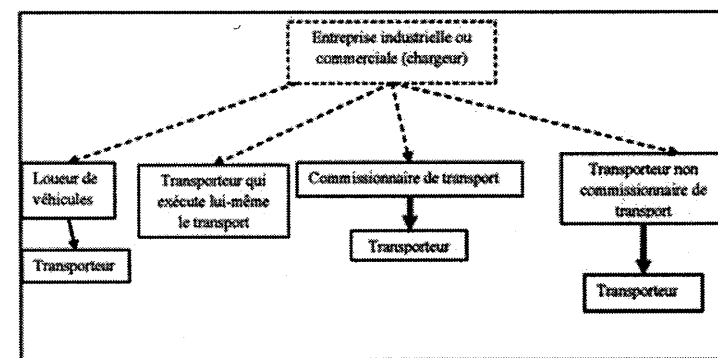 Entreprise industrielle ou
commerciale (chargeur)
Loueur de
véhicules
Transporteur qui
exécute lui-même
le transport
Commissionnaire de transport
Transporteur non
commissionnaire de
transport
Transporteur
Transporteur
Transporteur